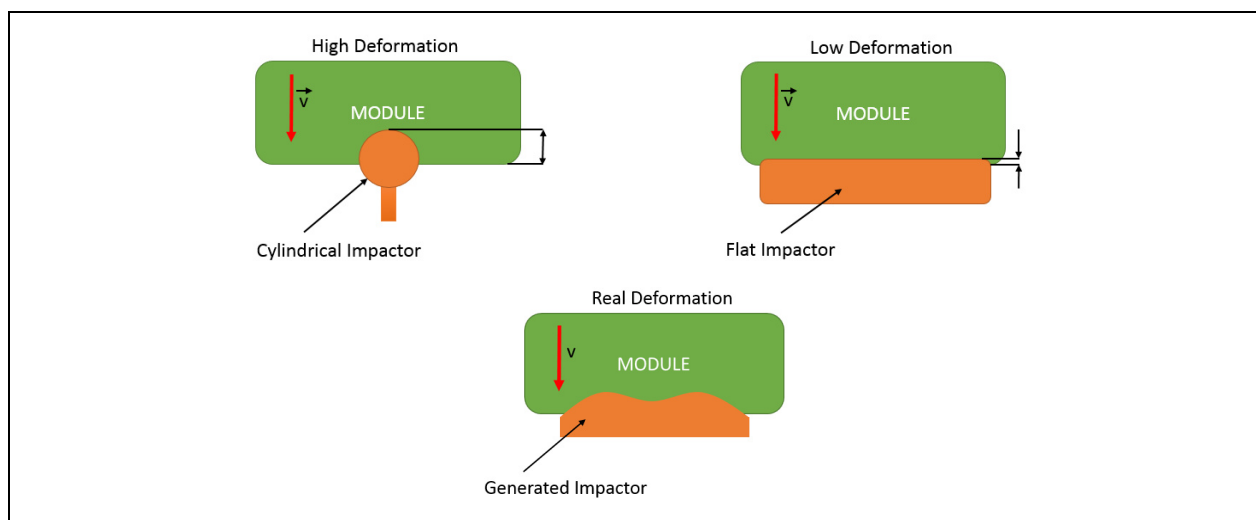 High Deformation
Low Deformation
v
MODULE
v
MODULE
Cylindrical Impactor
Flat Impactor
Real Deformation
v
MODULE
Generated Impactor